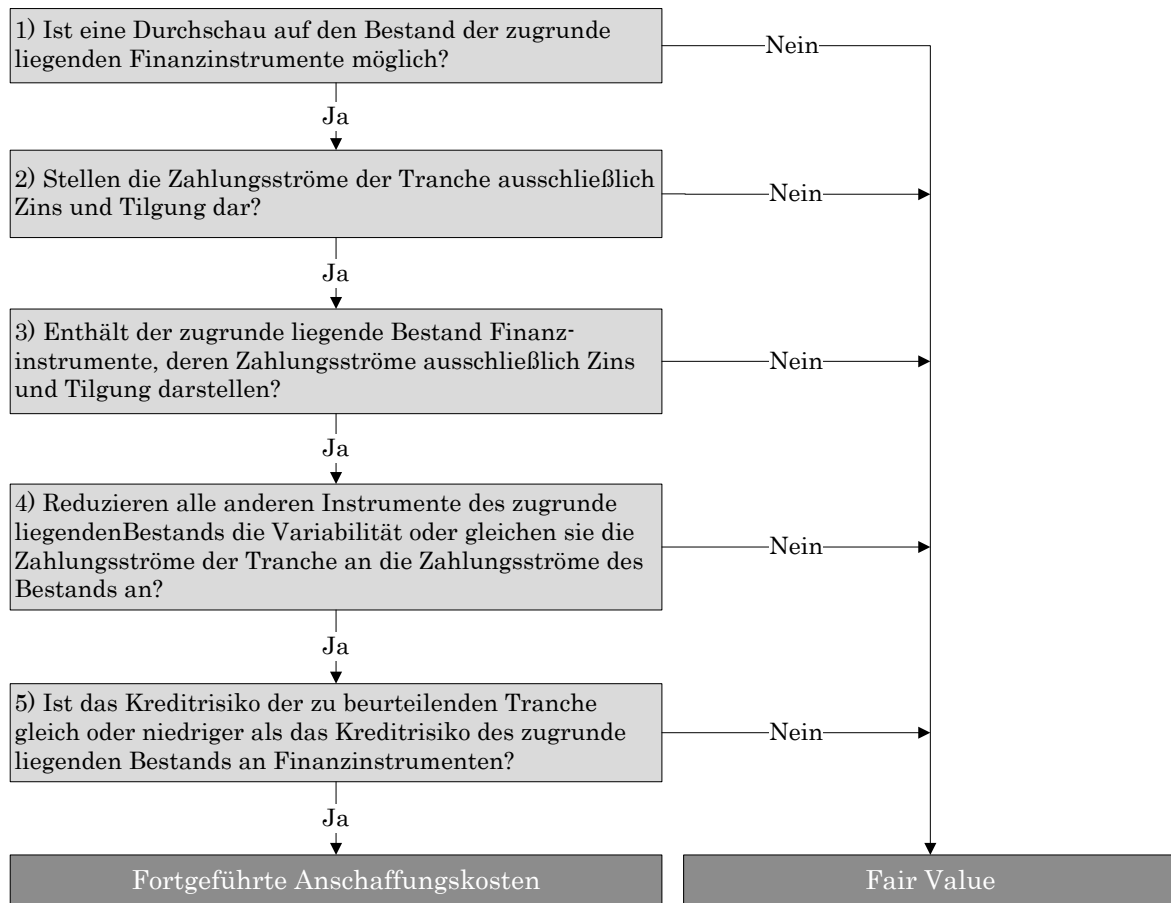 1) Ist eine Durchschau auf den Bestand der zugrunde
liegenden Finanzinstrumente möglich?
Nein
Ja
2) Stellen die Zahlungsströme der Tranche ausschließlich
Zins und Tilgung dar?
Nein
Ja
3) Enthält der zugrunde liegende Bestand Finanz-
instrumente, deren Zahlungsströme ausschließlich Zins
und Tilgung darstellen?
Nein
Ja
4) Reduzieren alle anderen Instrumente des zugrunde
liegendenBestands die Variabilität oder gleichen sie die
Zahlungsströme der Tranche an die Zahlungsströme des
Bestands an?
Nein
Ja
5) Ist das Kreditrisiko der zu beurteilenden Tranche
gleich oder niedriger als das Kreditrisiko des zugrunde
liegenden Bestands an Finanzinstrumenten?
Nein
Ja
Fortgeführte Anschaffungskosten
Fair Value